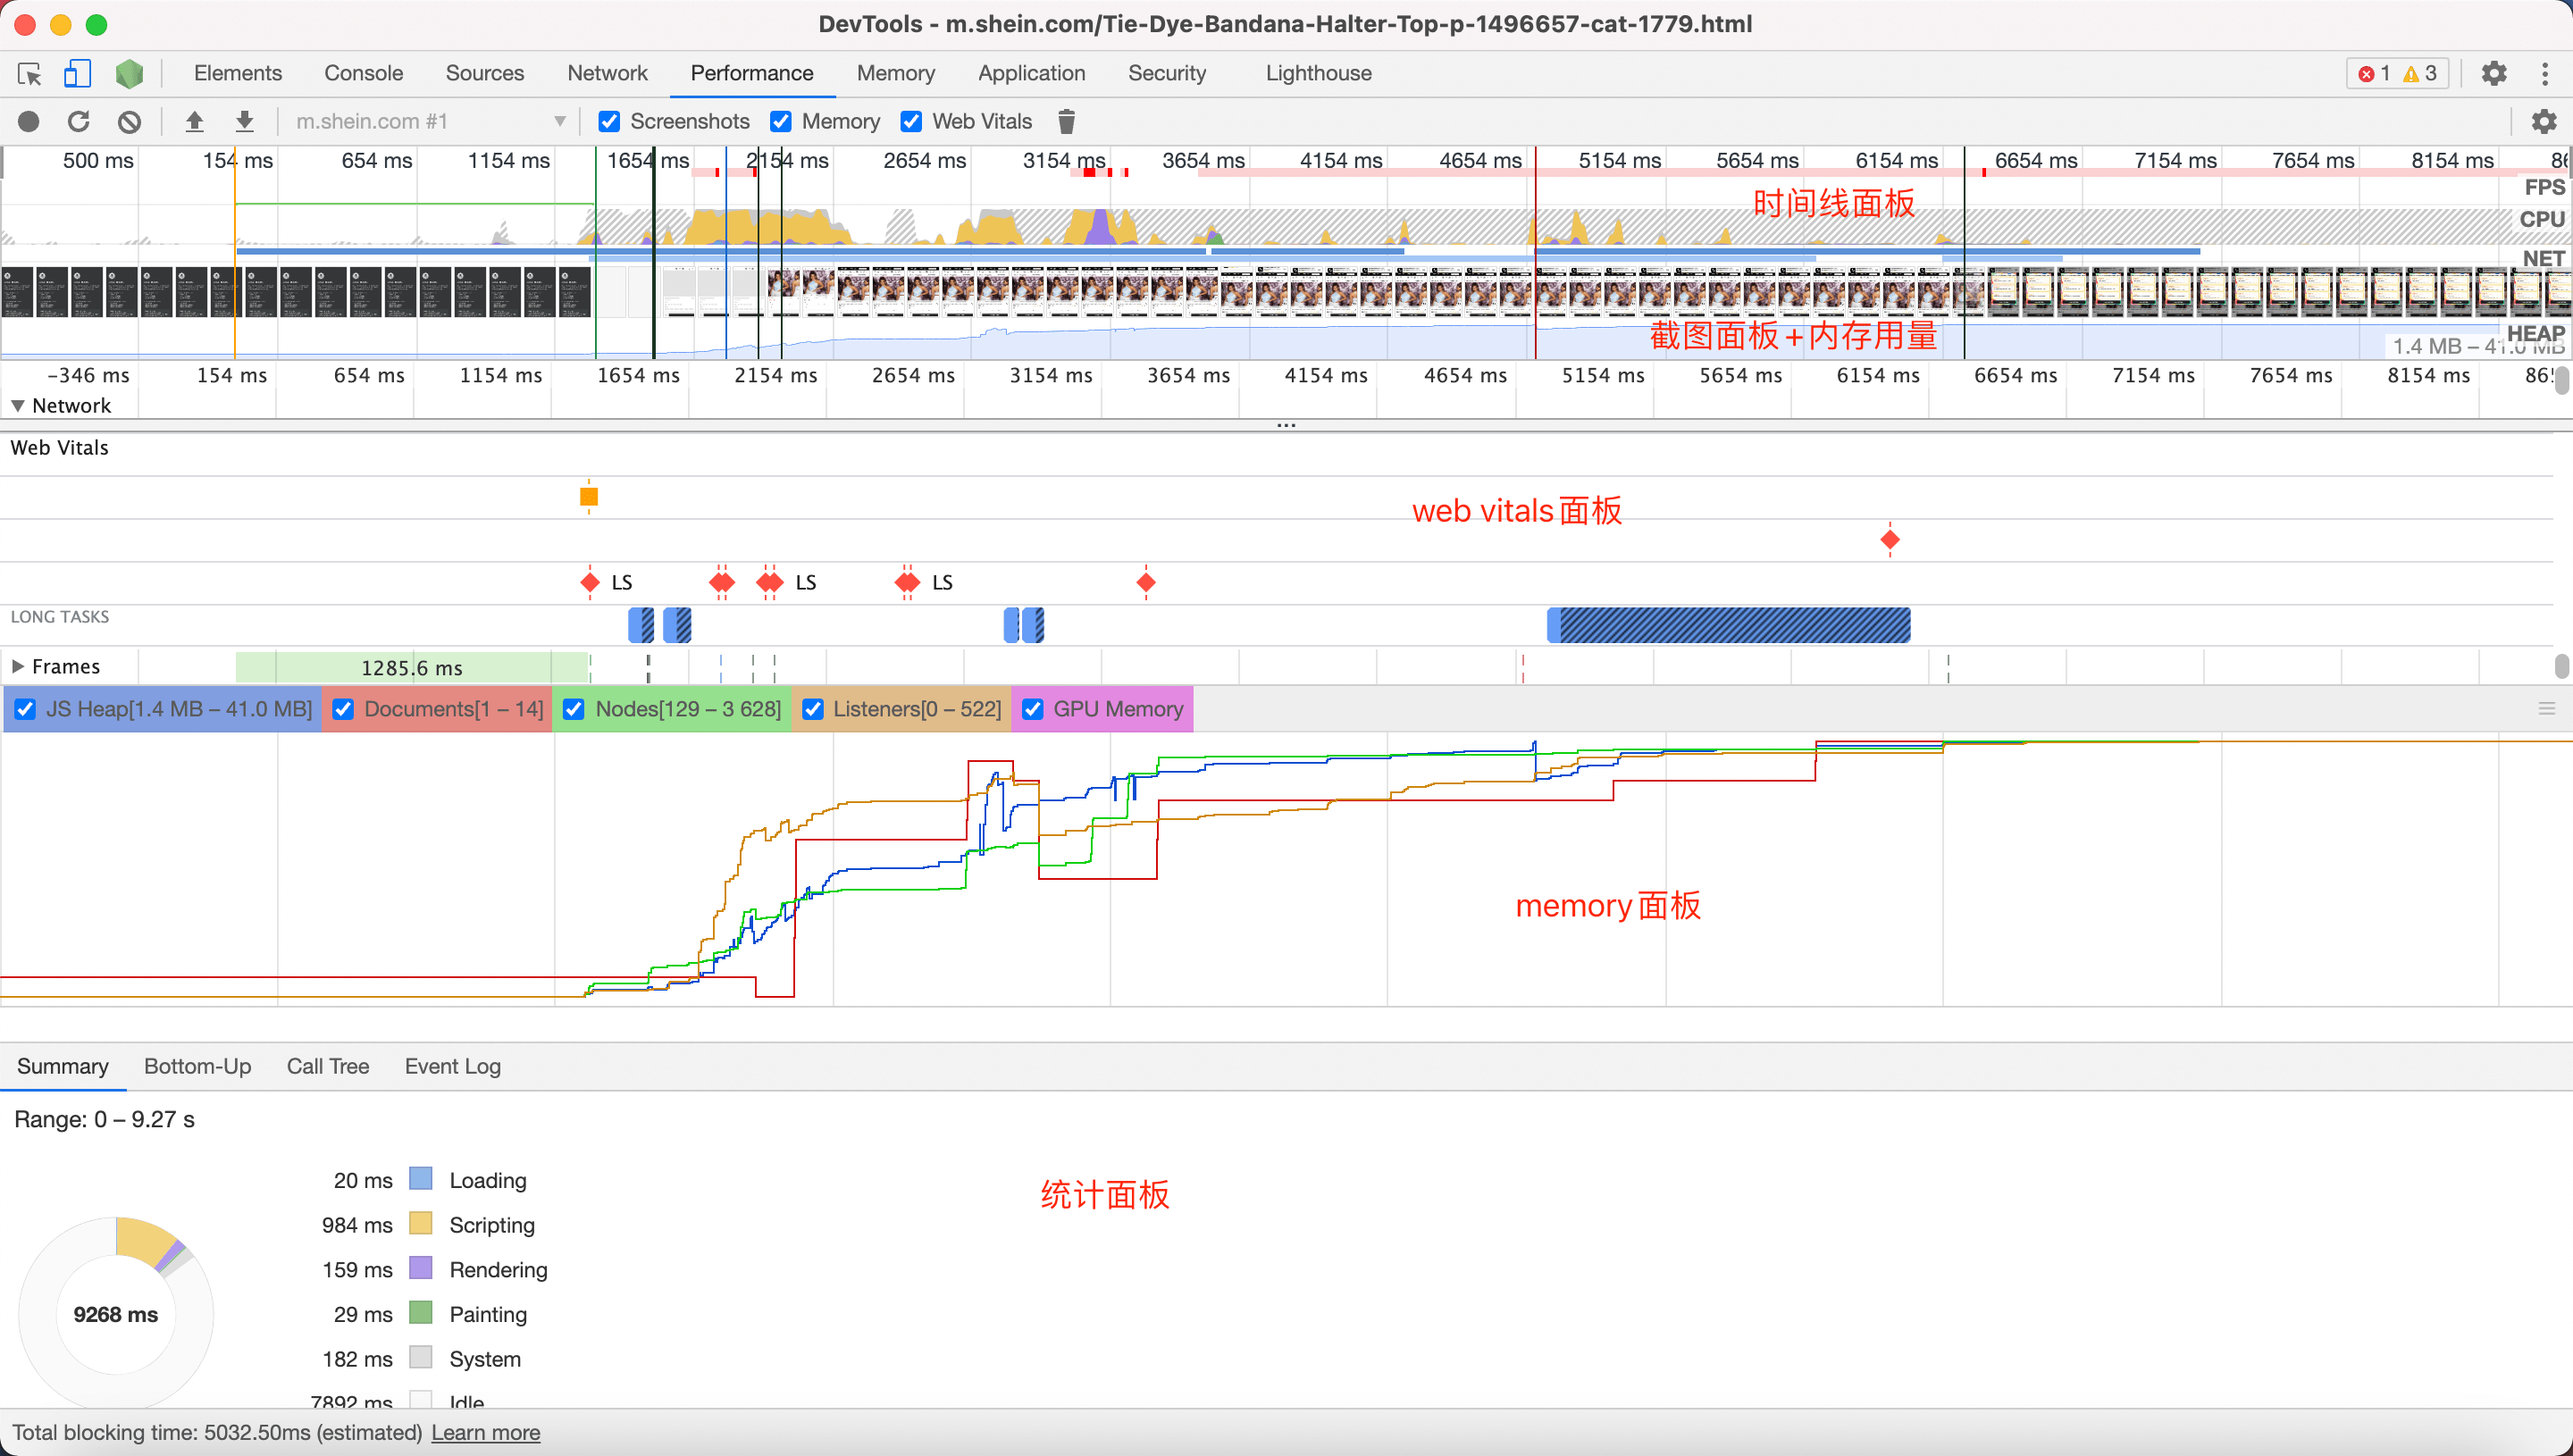 DevTools - m.shein.com/Tie-Dye-Bandana-Halter-Top-p-1496657-cat-1779.html
Elements Console Sources Network Performance Memory Application Security Lighthouse 1 3
m.shein.com #1 Screenshots Memory Web Vitals
500 ms 154 ms 654 ms 1154 ms 1654 ms 2154 ms 2654 ms 3154 ms 3654 ms 4154 ms 4654 ms 5154 ms 5654 ms 6154 ms 6654 ms 7154 ms 7654 ms 8154 ms
FPS
时间线面板
CPU
NET
截图面板+内存用量
HEAP
1.4 MB – 41.0 MB
-346 ms 154 ms 654 ms 1154 ms 1654 ms 2154 ms 2654 ms 3154 ms 3654 ms 4154 ms 4654 ms 5154 ms 5654 ms 6154 ms 6654 ms 7154 ms 7654 ms 8154 ms
Network
...
Web Vitals
web vitals面板
LS LS LS
LONG TASKS
Frames 1285.6 ms
JS Heap[1.4 MB – 41.0 MB] Documents[1 – 14] Nodes[129 – 3 628] Listeners[0 – 522] GPU Memory
memory面板
Summary Bottom-Up Call Tree Event Log
Range: 0 – 9.27 s
20 ms Loading
统计面板
984 ms Scripting
159 ms Rendering
9268 ms
29 ms Painting
182 ms System
7892 ms Idle
Total blocking time: 5032.50ms (estimated) Learn more